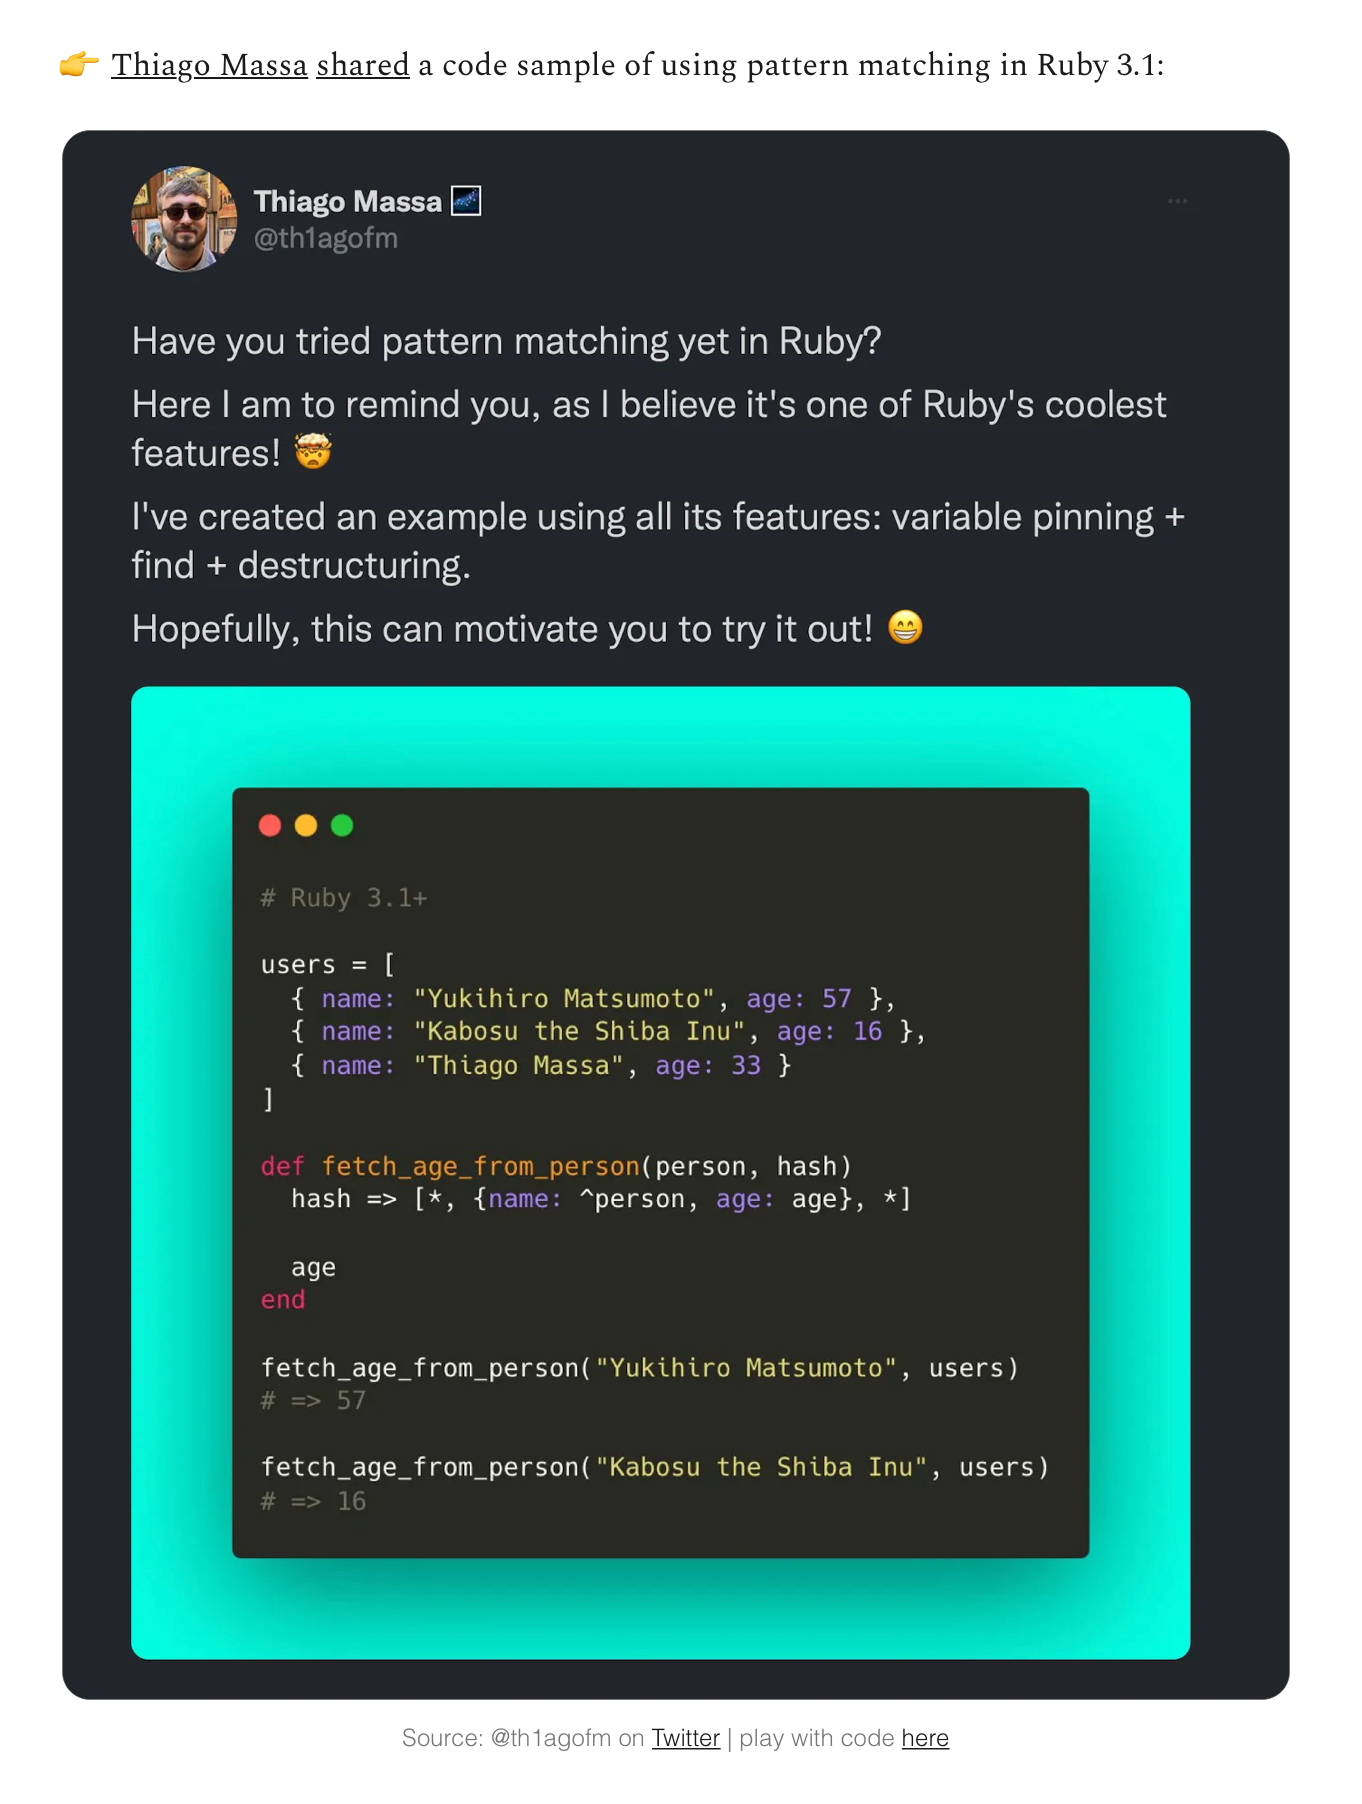 👉 Thiago Massa shared a code sample of using pattern matching in Ruby 3.1:
Thiago Massa 🌌
@th1agofm
...
Have you tried pattern matching yet in Ruby?
Here I am to remind you, as I believe it's one of Ruby's coolest
features! 🤯
I've created an example using all its features: variable pinning +
find + destructuring.
Hopefully, this can motivate you to try it out! 😁
# Ruby 3.1+
users = [
  { name: "Yukihiro Matsumoto", age: 57 },
  { name: "Kabosu the Shiba Inu", age: 16 },
  { name: "Thiago Massa", age: 33 }
]
def fetch_age_from_person(person, hash)
  hash => [*, {name: ^person, age: age}, *]
  age
end
fetch_age_from_person("Yukihiro Matsumoto", users)
# => 57
fetch_age_from_person("Kabosu the Shiba Inu", users)
# => 16
Source: @th1agofm on Twitter | play with code here